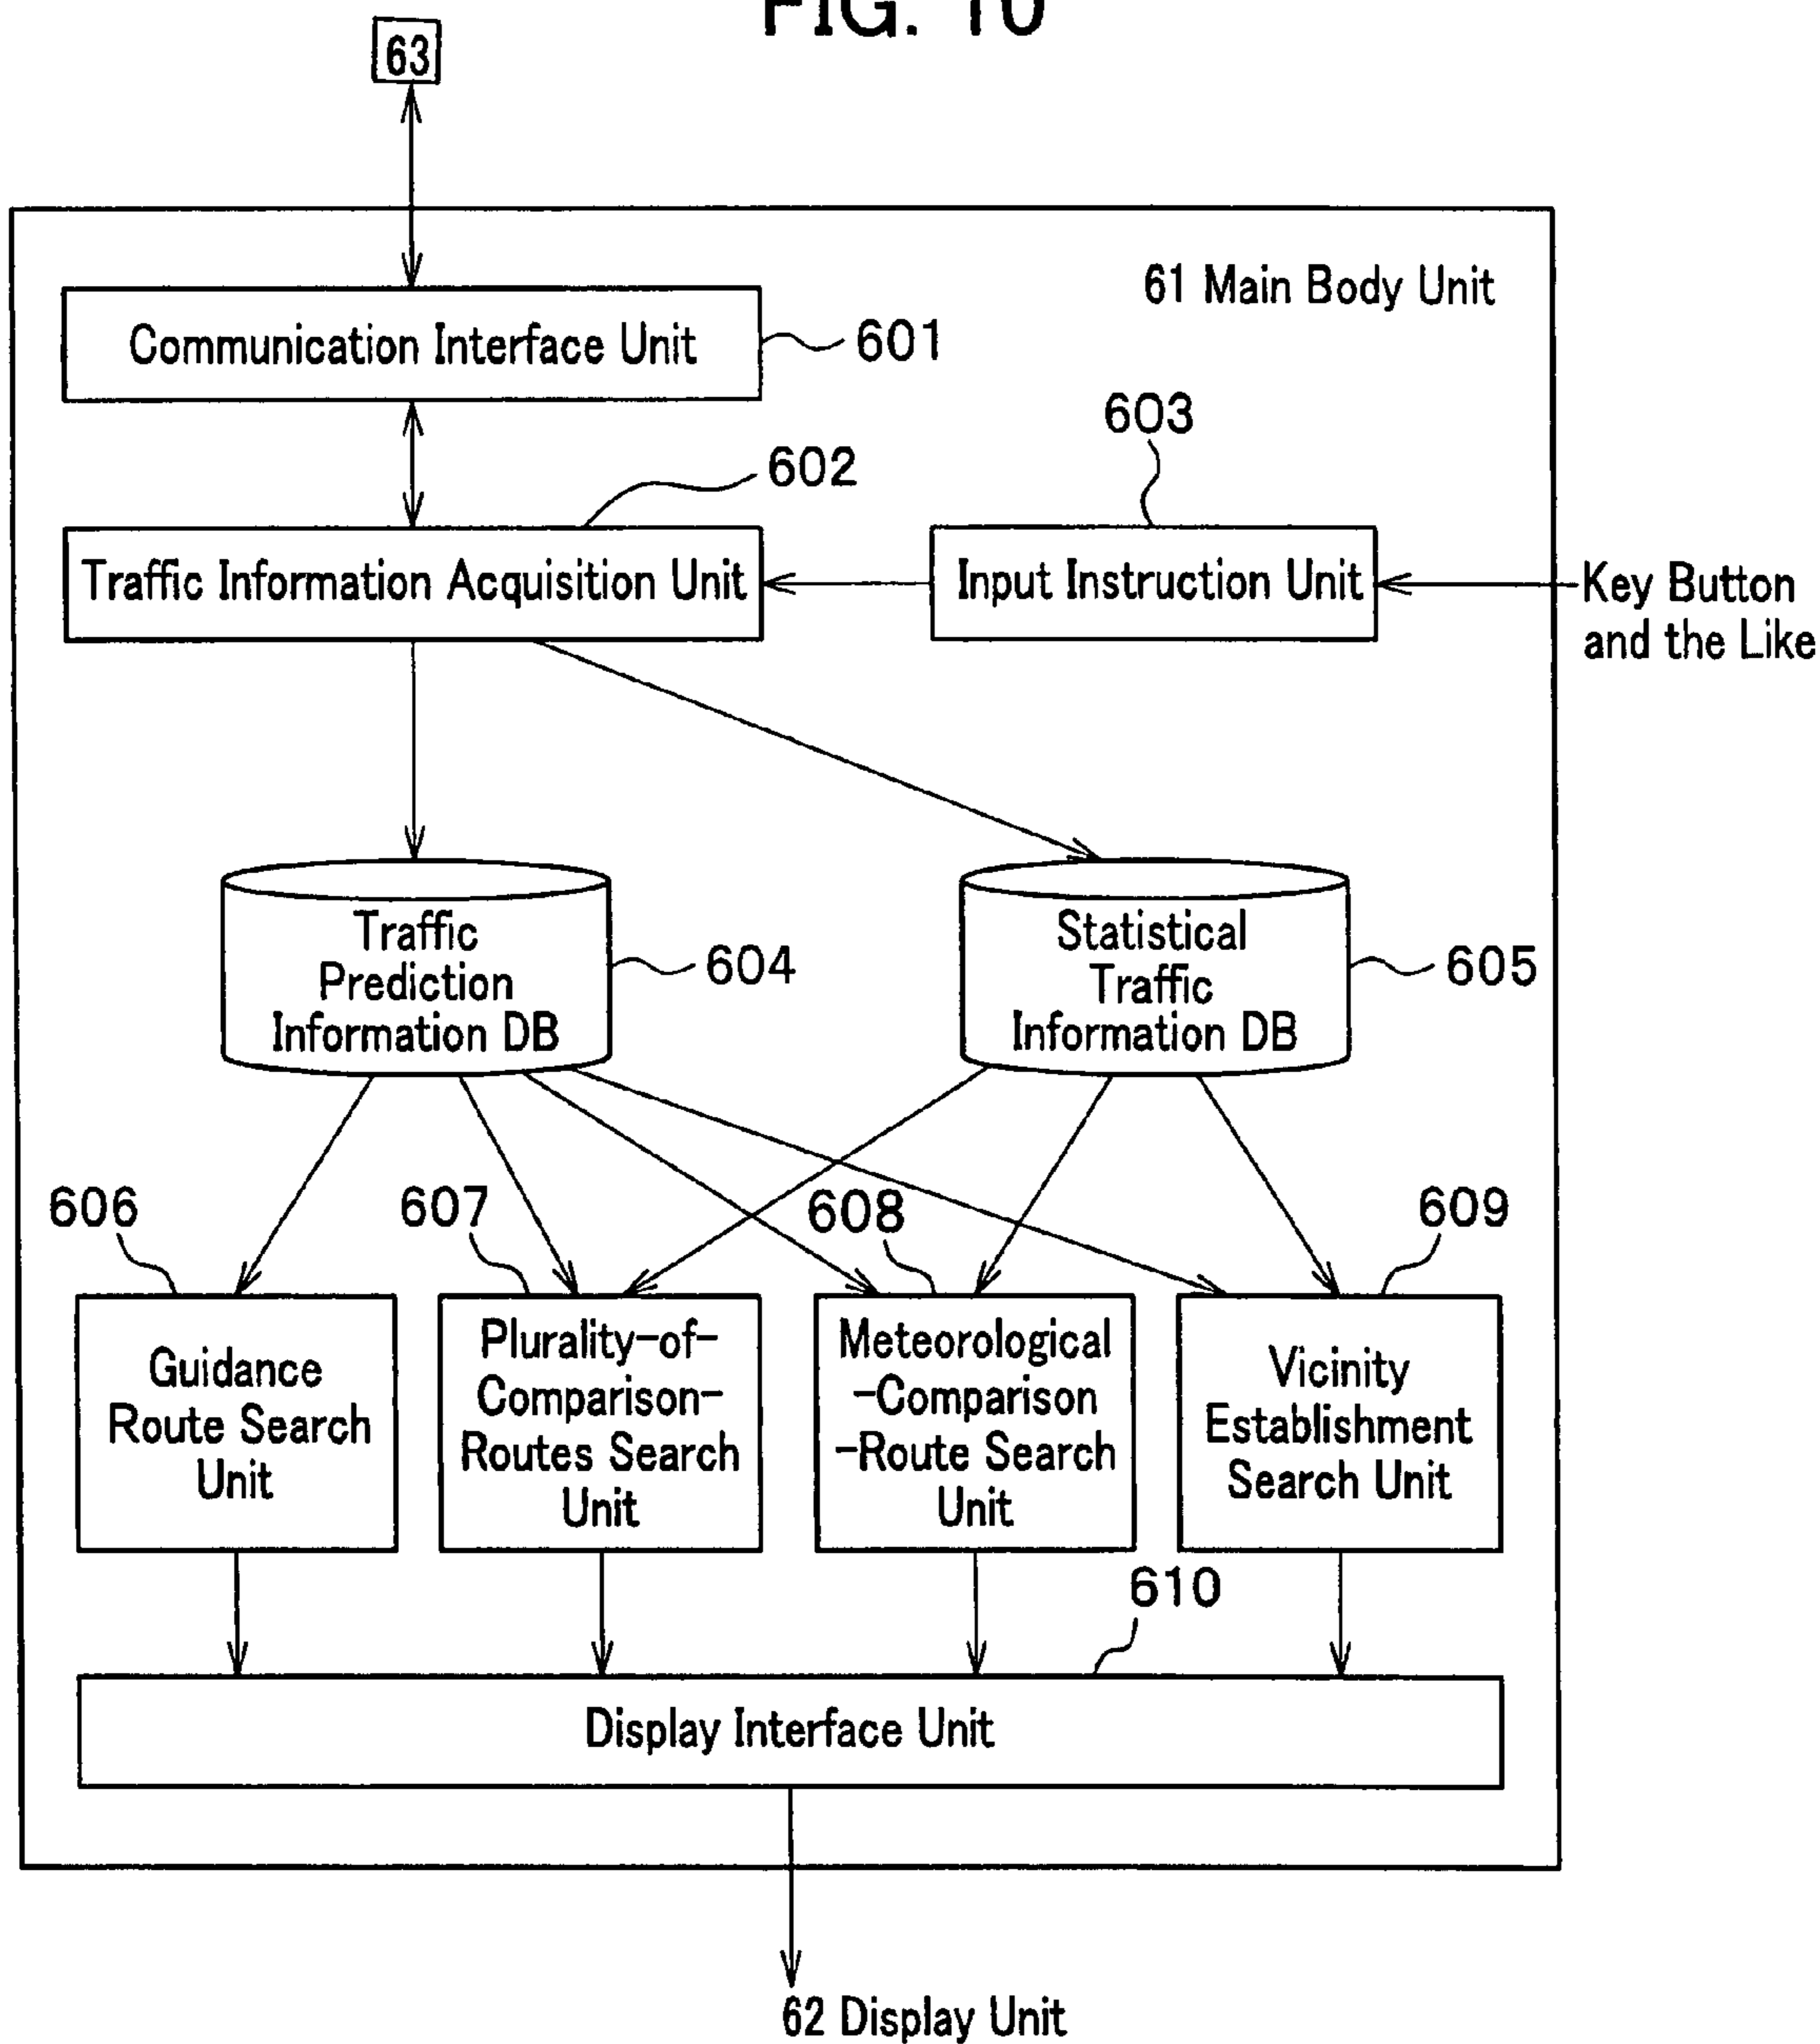 FIG. 10
63
61 Main Body Unit
Communication Interface Unit
601
603
602
Traffic Information Acquisition Unit
Input Instruction Unit
Key Button
and the Like
Traffic
Prediction
Information DB
604
Statistical
Traffic
Information DB
605
606
607
608
609
Guidance
Route Search
Unit
Plurality-of-
Comparison-
Routes Search
Unit
Meteorological
-Comparison
-Route Search
Unit
Vicinity
Establishment
Search Unit
610
Display Interface Unit
62 Display Unit